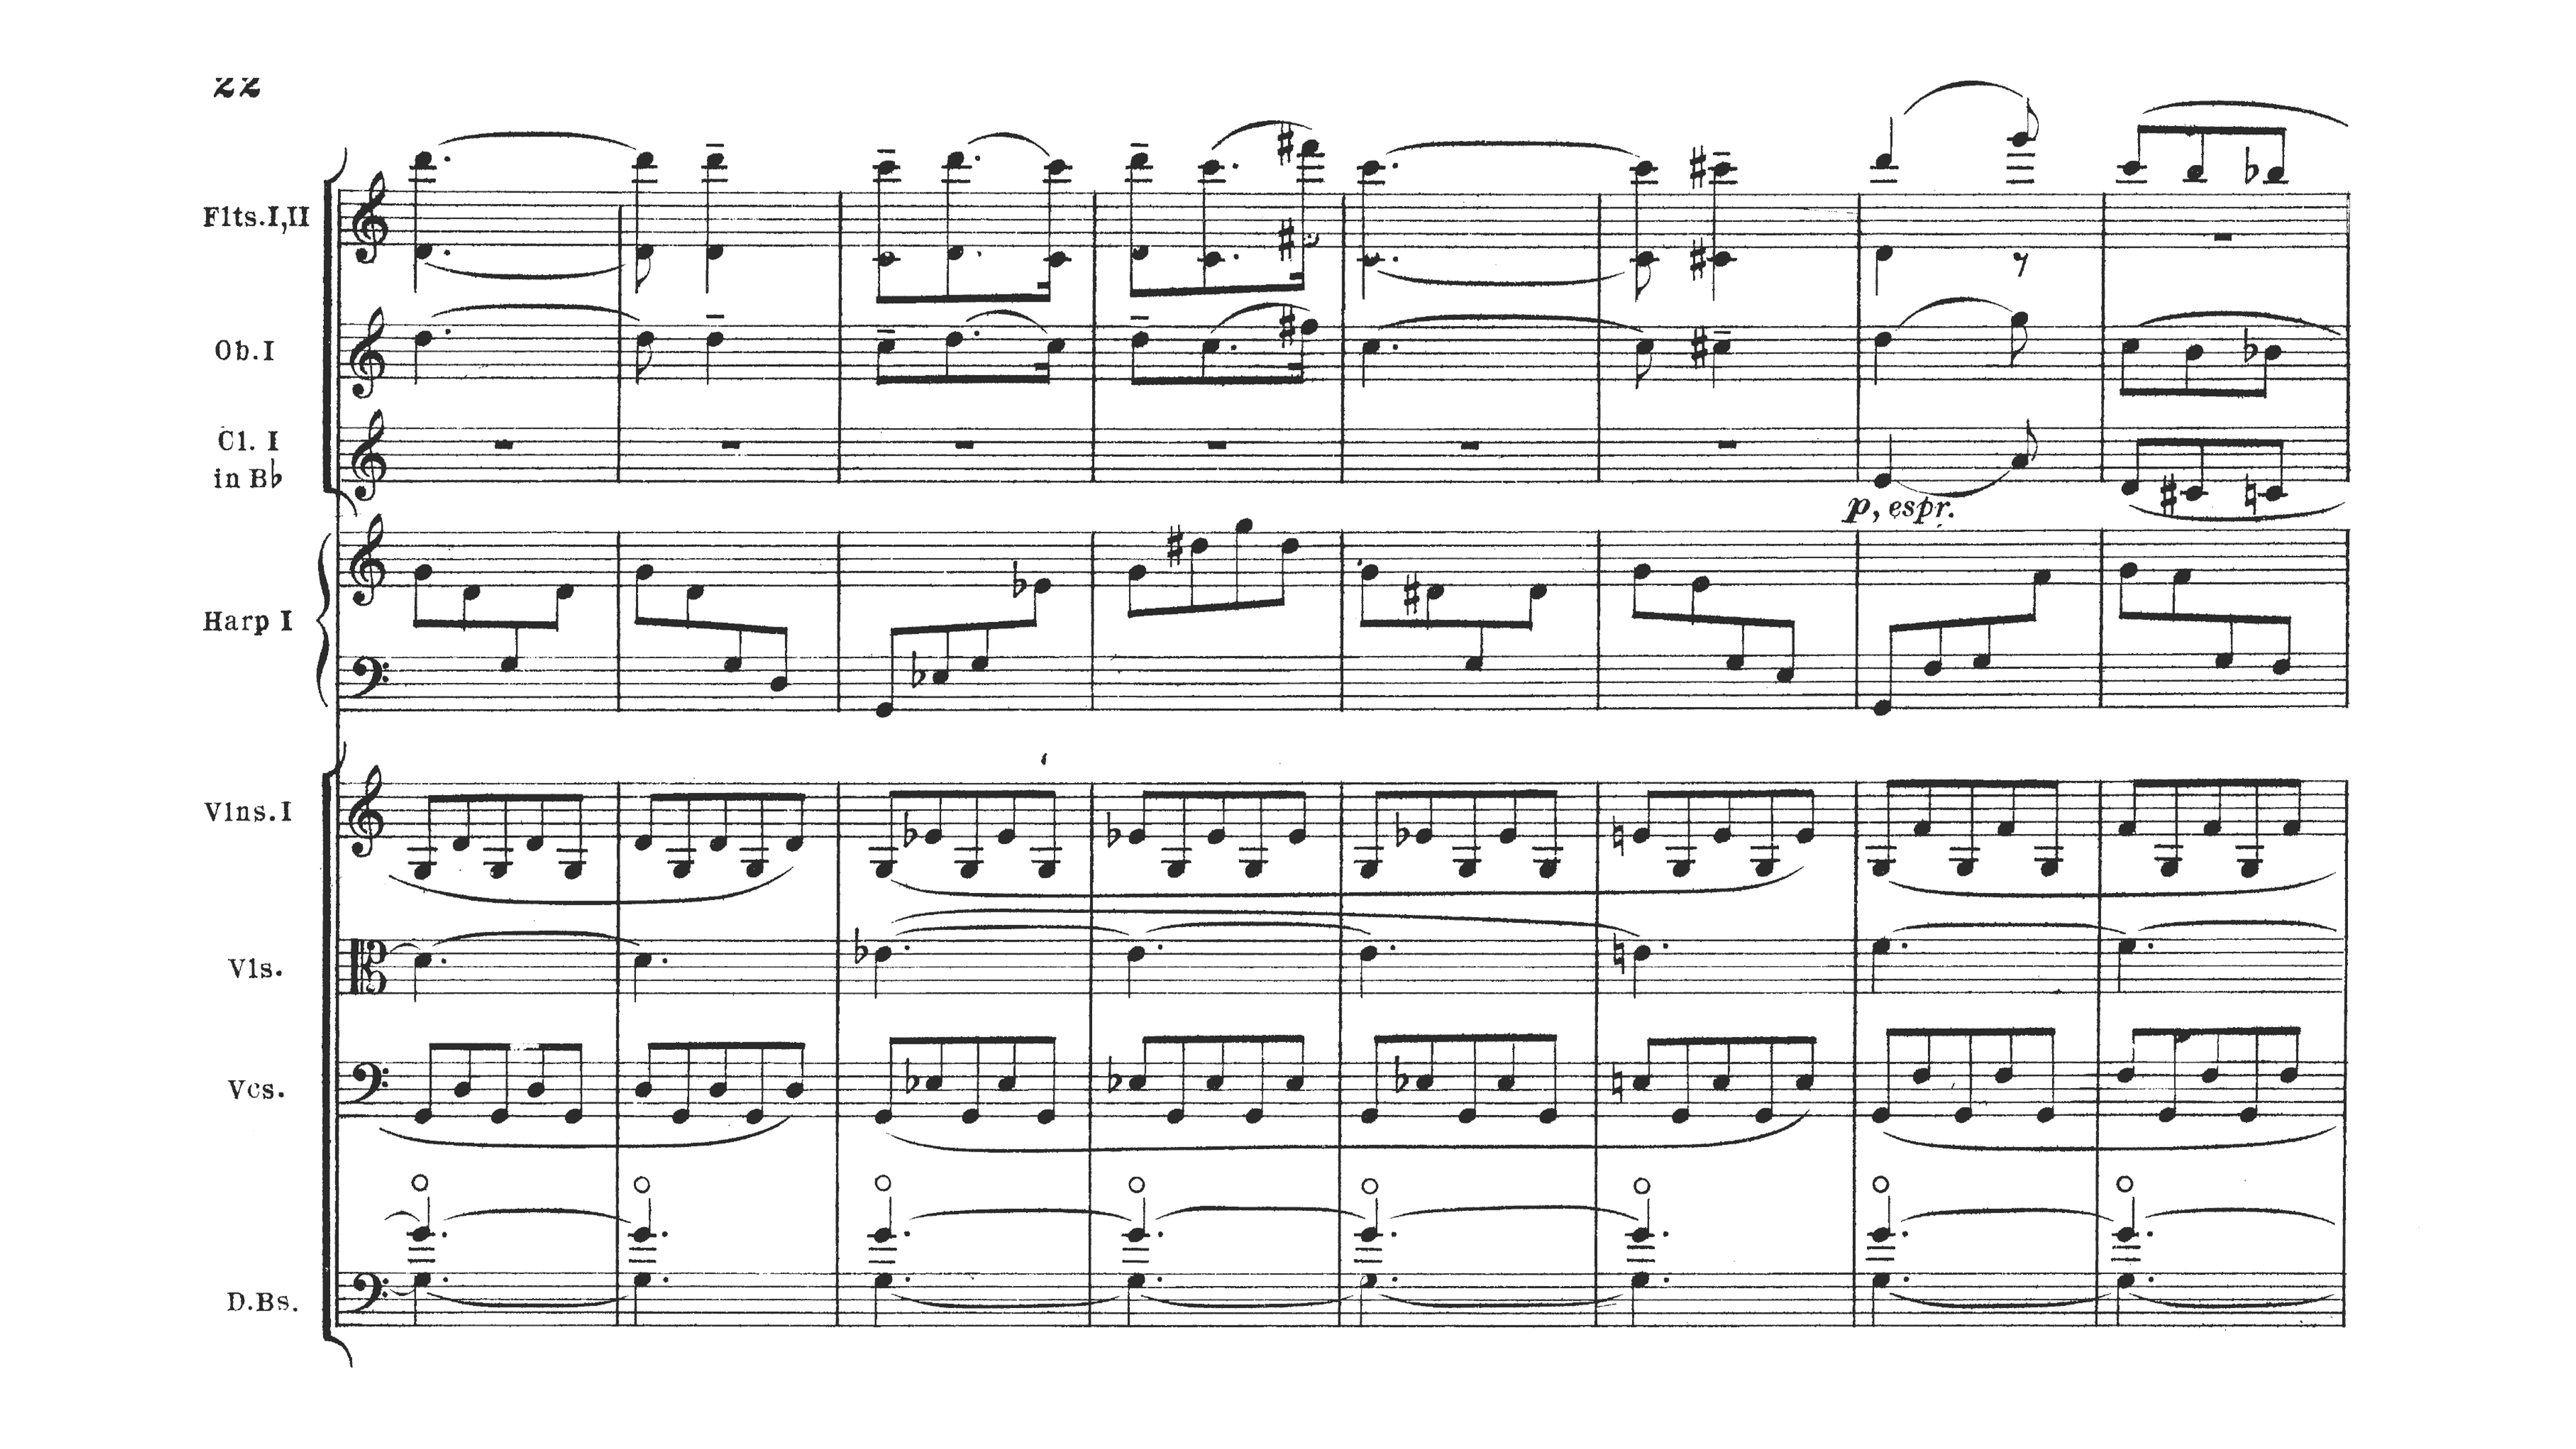 22
Flts.I,II
Ob.I
Cl. I
in B♭
p, espr.
Harp I
Vlns.I
Vls.
Vcs.
D.Bs.